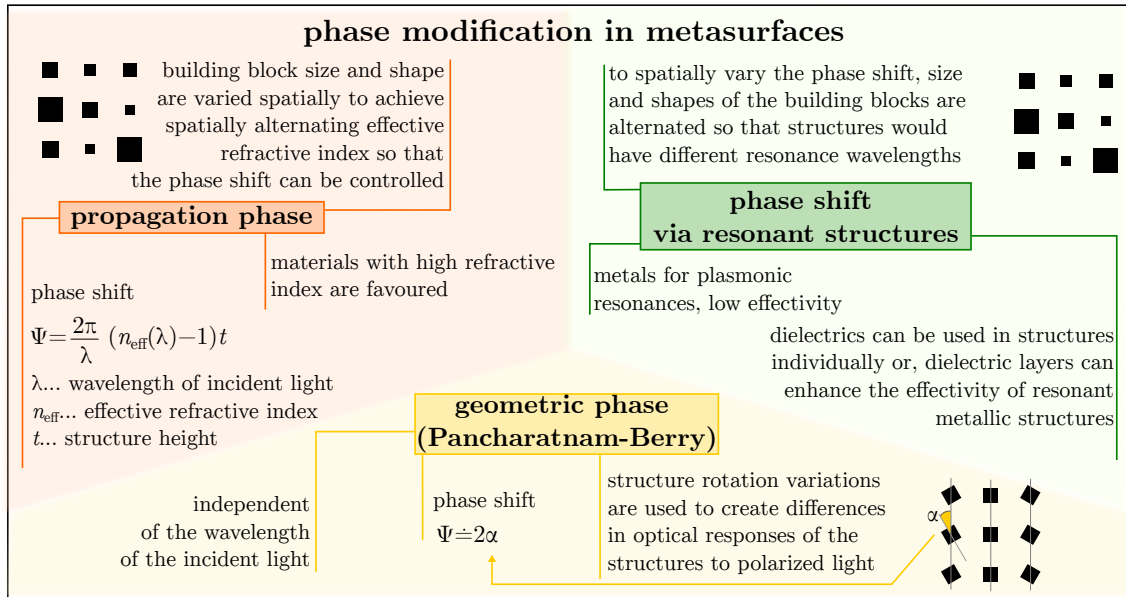 phase modification in metasurfaces
building block size and shape
are varied spatially to achieve
spatially alternating effective
refractive index so that
the phase shift can be controlled
propagation phase
materials with high refractive
index are favoured
phase shift
Ψ=2π/λ (n_eff(λ)−1)t
λ... wavelength of incident light
n_eff... effective refractive index
t... structure height
to spatially vary the phase shift, size
and shapes of the building blocks are
alternated so that structures would
have different resonance wavelengths
phase shift
via resonant structures
metals for plasmonic
resonances, low effectivity
dielectrics can be used in structures
individually or, dielectric layers can
enhance the effectivity of resonant
metallic structures
geometric phase
(Pancharatnam-Berry)
independent
of the wavelength
of the incident light
phase shift
Ψ≐2α
structure rotation variations
are used to create differences
in optical responses of the
structures to polarized light
α